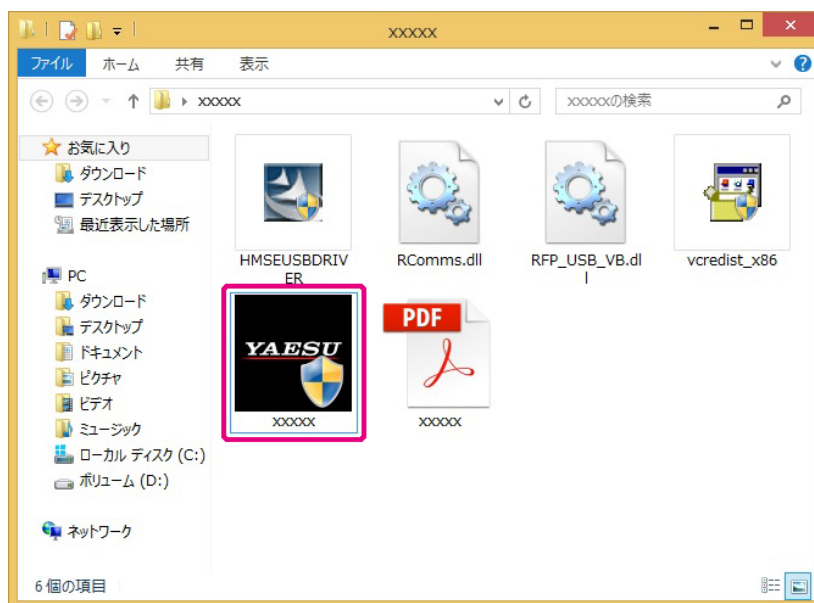 xxxxx
ファイル ホーム 共有 表示
xxxxx
xxxxxの検索
お気に入り
ダウンロード
デスクトップ
最近表示した場所
PC
ダウンロード
デスクトップ
ドキュメント
ピクチャ
ビデオ
ミュージック
ローカル ディスク (C:)
ボリューム (D:)
ネットワーク
HMSEUSBDRIV
ER
RComms.dll
RFP_USB_VB.dl
l
vcredist_x86
YAESU
xxxxx
PDF
xxxxx
6 個の項目